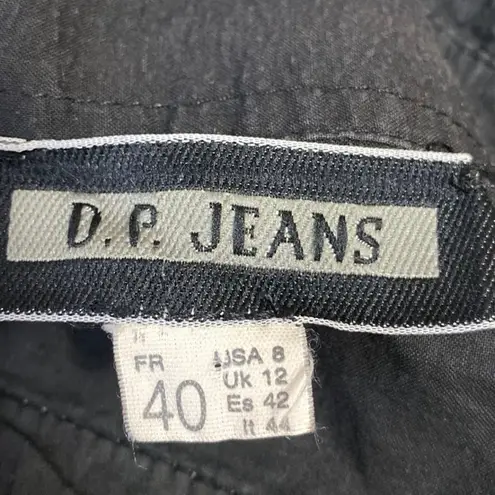 D.P. JEANS
FR
40
USA 8
Uk 12
Es 42
It 44